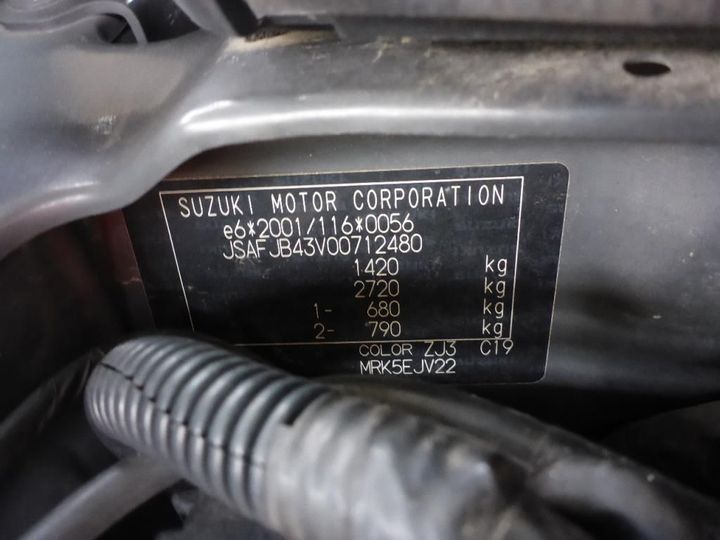 SUZUKI MOTOR CORPORATION
e6*2001/116*0056
JSAFJB43V00712480
1420 kg
2720 kg
1- 680 kg
2- 790 kg
COLOR ZJ3 C19
MRK5EJV22